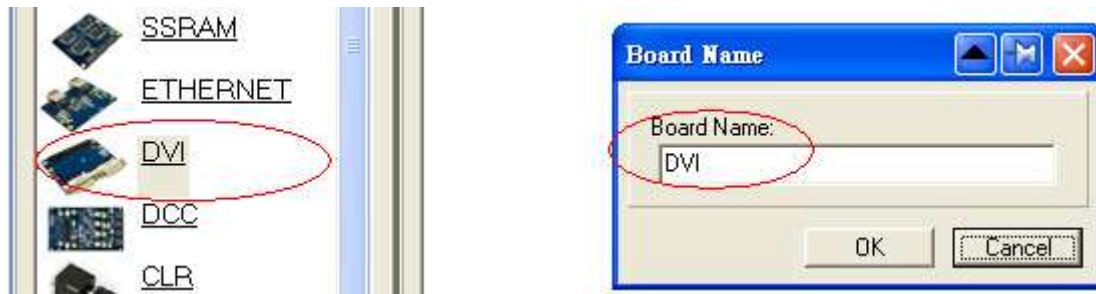 SSRAM
ETHERNET
DVI
DCC
CLR
Board Name
Board Name:
DVI
OK
Cancel